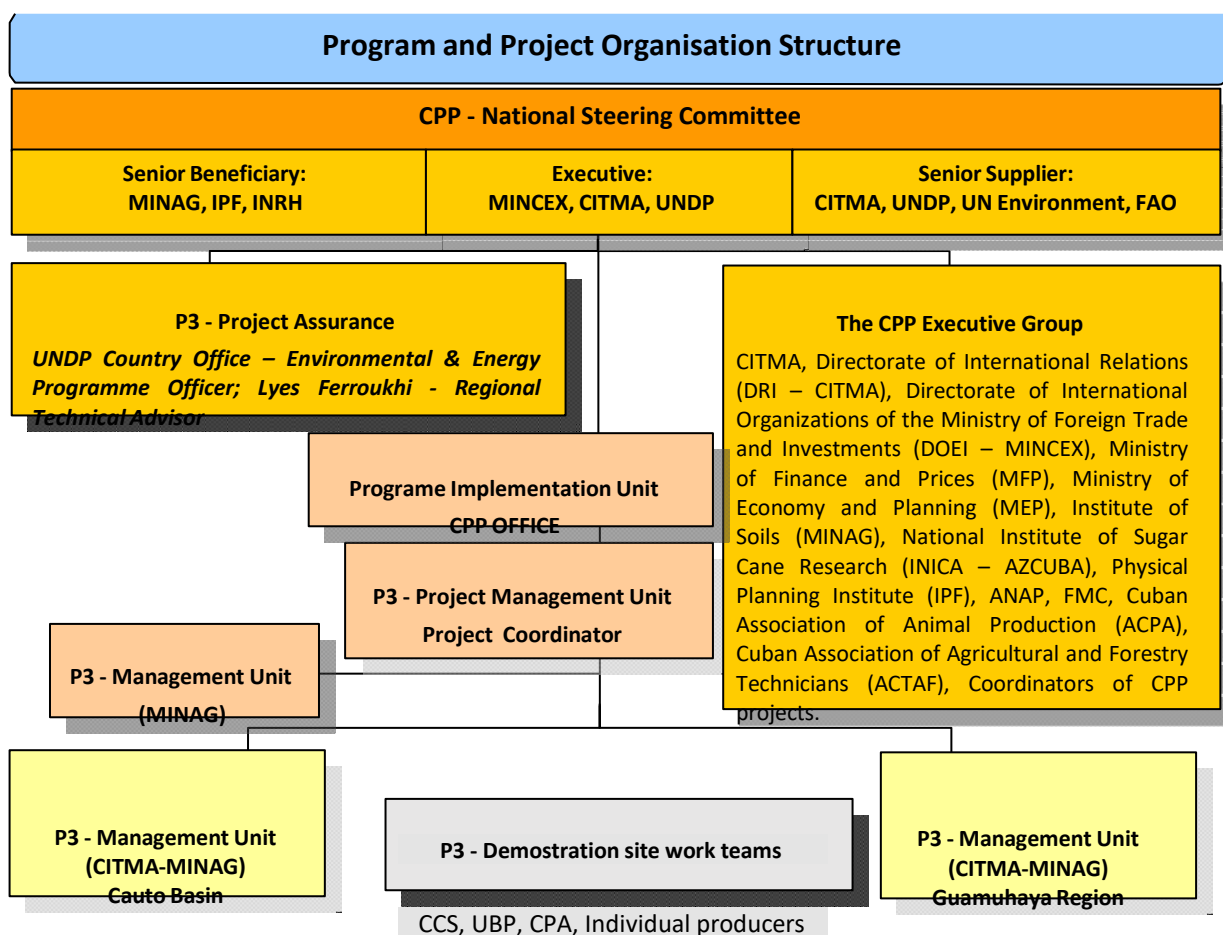 Program and Project Organisation Structure
CPP - National Steering Committee
Senior Beneficiary:
MINAG, IPF, INRH
Executive:
MINCEX, CITMA, UNDP
Senior Supplier:
CITMA, UNDP, UN Environment, FAO
P3 - Project Assurance
UNDP Country Office – Environmental & Energy
Programme Officer; Lyes Ferroukhi - Regional
Technical Advisor
The CPP Executive Group
CITMA, Directorate of International Relations
(DRI – CITMA), Directorate of International
Organizations of the Ministry of Foreign Trade
and Investments (DOEI – MINCEX), Ministry
of Finance and Prices (MFP), Ministry of
Economy and Planning (MEP), Institute of
Soils (MINAG), National Institute of Sugar
Cane Research (INICA – AZCUBA), Physical
Planning Institute (IPF), ANAP, FMC, Cuban
Association of Animal Production (ACPA),
Cuban Association of Agricultural and Forestry
Technicians (ACTAF), Coordinators of CPP
projects.
Programe Implementation Unit
CPP OFFICE
P3 - Project Management Unit
Project Coordinator
P3 - Management Unit
(MINAG)
P3 - Management Unit
(CITMA-MINAG)
Cauto Basin
P3 - Demostration site work teams
CCS, UBP, CPA, Individual producers
P3 - Management Unit
(CITMA-MINAG)
Guamuhaya Region